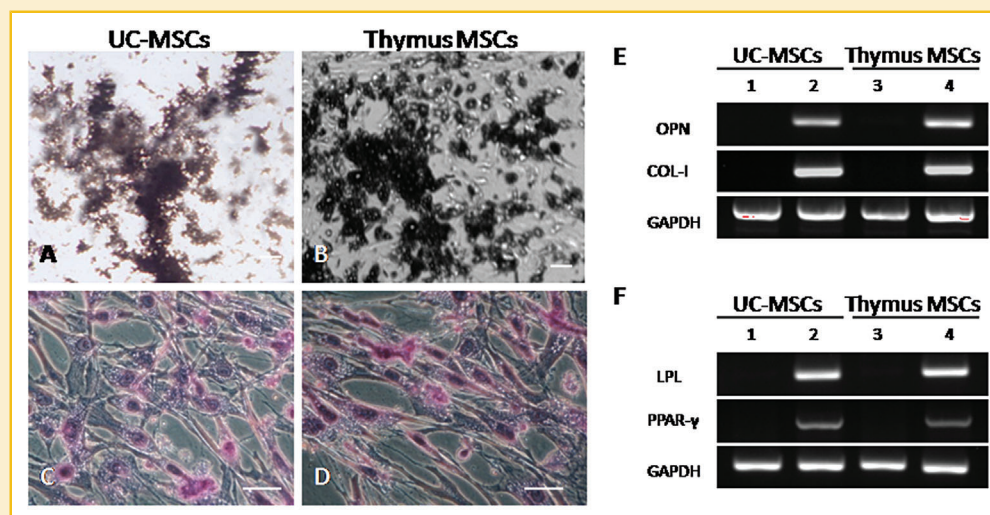 UC-MSCs
Thymus MSCs
A
B
C
D
E
UC-MSCs Thymus MSCs
1 2 3 4
OPN
COL-I
GAPDH
F
UC-MSCs Thymus MSCs
1 2 3 4
LPL
PPAR-γ
GAPDH